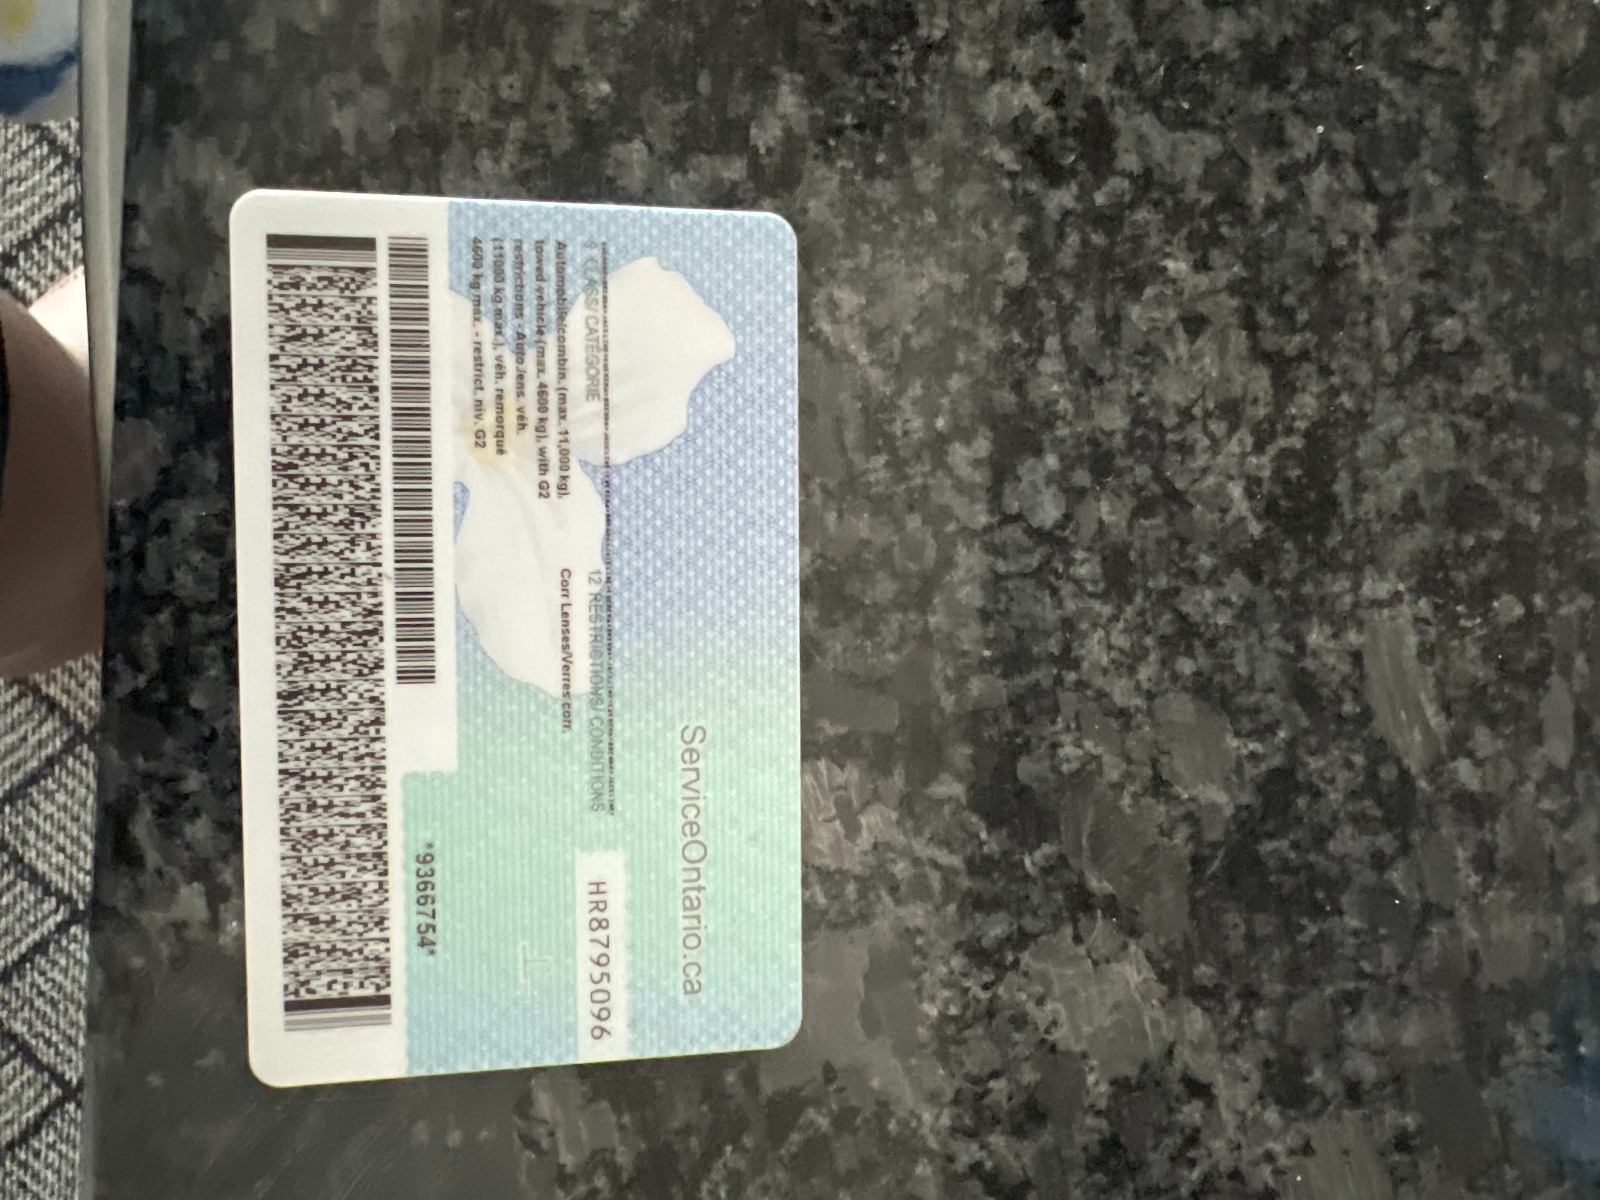 ServiceOntario.ca
HR8795096
9 CLASS/ CATÉGORIE
Automobile/combin. (max. 11,000 kg),
towed vehicle (max. 4600 kg), with G2
restrictions - Auto./ens. véh.
(11000 kg max.), véh. remorqué
4600 kg max. - restrict. niv. G2
12 RESTRICTIONS/ CONDITIONS
Corr Lenses/Verres corr.
*9366754*